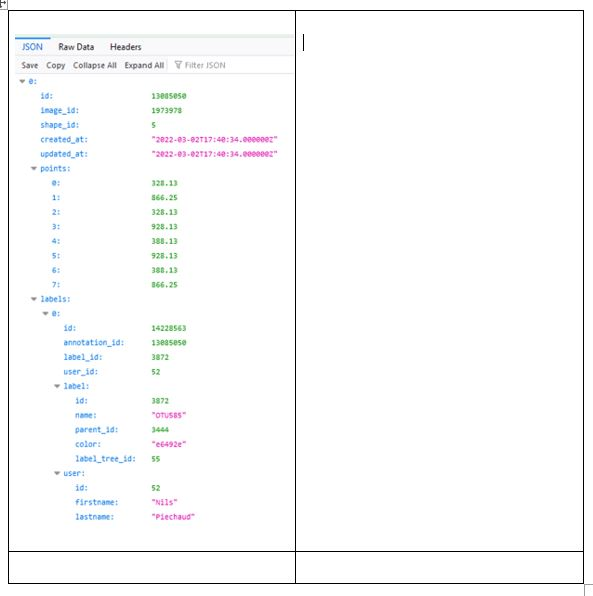 JSON Raw Data Headers
Save Copy Collapse All Expand All Filter JSON
0:
id: 13085050
image_id: 1973978
shape_id: 5
created_at: "2022-03-02T17:40:34.000000Z"
updated_at: "2022-03-02T17:40:34.000000Z"
points:
0: 328.13
1: 866.25
2: 328.13
3: 928.13
4: 388.13
5: 928.13
6: 388.13
7: 866.25
labels:
0:
id: 14228563
annotation_id: 13085050
label_id: 3872
user_id: 52
label:
id: 3872
name: "OTU585"
parent_id: 3444
color: "e6492e"
label_tree_id: 55
user:
id: 52
firstname: "Nils"
lastname: "Piechaud"